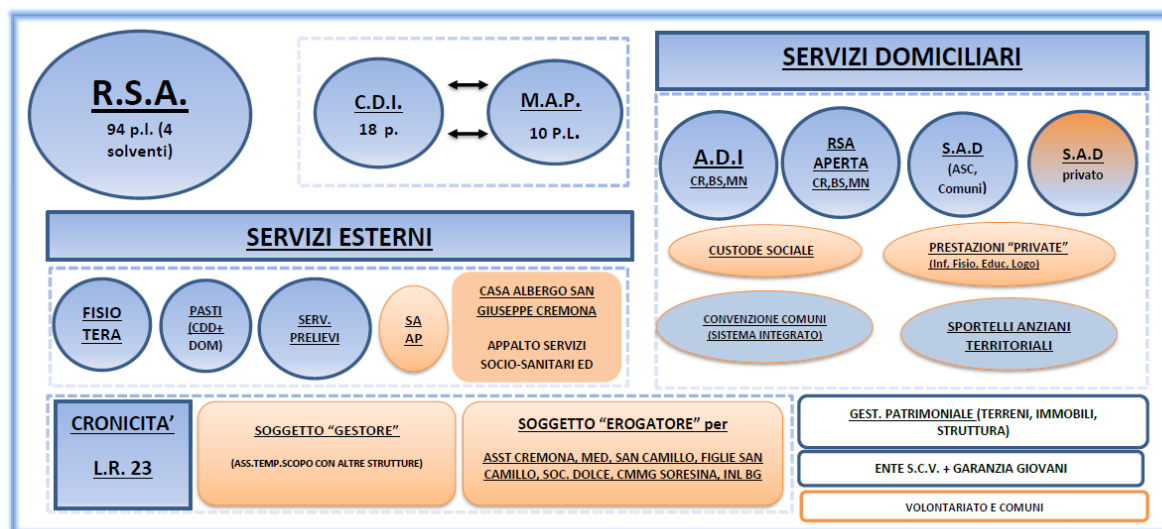 R.S.A.
94 p.l. (4
solventi)
C.D.I.
18 p.
M.A.P.
10 P.L.
SERVIZI DOMICILIARI
A.D.I
CR,BS,MN
RSA
APERTA
CR,BS,MN
S.A.D
(ASC,
Comuni)
S.A.D
privato
CUSTODE SOCIALE
PRESTAZIONI “PRIVATE”
(Inf, Fisio, Educ, Logo)
CONVENZIONE COMUNI
(SISTEMA INTEGRATO)
SPORTELLI ANZIANI
TERRITORIALI
SERVIZI ESTERNI
FISIO
TERA
PASTI
(CDD+
DOM)
SERV.
PRELIEVI
SA
AP
CASA ALBERGO SAN
GIUSEPPE CREMONA
APPALTO SERVIZI
SOCIO-SANITARI ED
CRONICITA’
L.R. 23
SOGGETTO “GESTORE”
(ASS.TEMP.SCOPO CON ALTRE STRUTTURE)
SOGGETTO “EROGATORE” per
ASST CREMONA, MED, SAN CAMILLO, FIGLIE SAN
CAMILLO, SOC. DOLCE, CMMG SORESINA, INL BG
GEST. PATRIMONIALE (TERRENI, IMMOBILI,
STRUTTURA)
ENTE S.C.V. + GARANZIA GIOVANI
VOLONTARIATO E COMUNI